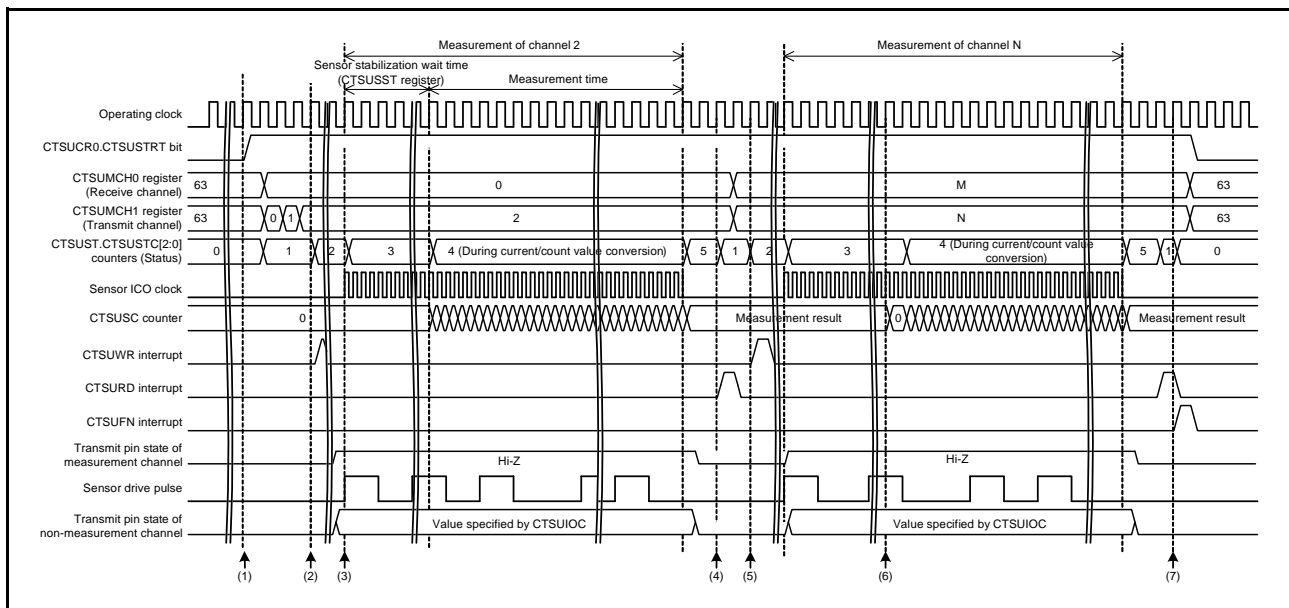 Measurement of channel 2
Measurement of channel N
Sensor stabilization wait time
(CTSUSST register)
Measurement time
Operating clock
CTSUCR0.CTSUSTRT bit
CTSUMCH0 register
(Receive channel)
63
0
M
63
CTSUMCH1 register
(Transmit channel)
63
0
1
2
N
63
CTSUST.CTSUSTC[2:0]
counters (Status)
0
1
2
3
4 (During current/count value conversion)
5
1
2
3
4 (During current/count value
conversion)
5
1
0
Sensor ICO clock
CTSUSC counter
0
Measurement result
0
Measurement result
CTSUWR interrupt
CTSURD interrupt
CTSUFN interrupt
Transmit pin state of
measurement channel
Hi-Z
Hi-Z
Sensor drive pulse
Transmit pin state of
non-measurement channel
Value specified by CTSUIOC
Value specified by CTSUIOC
(1)
(2)
(3)
(4)
(5)
(6)
(7)